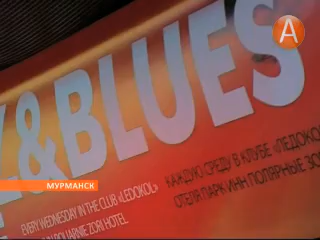 A
&BLUES
МУРМАНСК
EVERY WEDNESDAY IN THE CLUB «LEDOKOL»
POLIARNIE ZORI HOTEL
КАЖДУЮ СРЕДУ В КЛУБЕ «ЛЕДОКОЛ
ОТЕЛЯ ПАРК ИНН ПОЛЯРНЫЕ ЗО